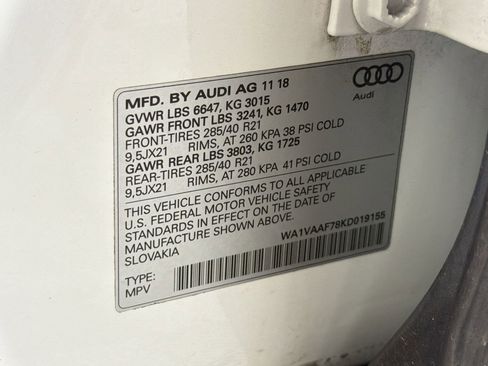 MFD. BY AUDI AG 11 18
GVWR LBS 6647, KG 3015
GAWR FRONT LBS 3241, KG 1470
FRONT-TIRES 285/40 R21
9,5JX21 RIMS, AT 260 KPA 38 PSI COLD
GAWR REAR LBS 3803, KG 1725
REAR-TIRES 285/40 R21
9,5JX21 RIMS, AT 280 KPA 41 PSI COLD
Audi
THIS VEHICLE CONFORMS TO ALL APPLICABLE
U.S. FEDERAL MOTOR VEHICLE SAFETY
STANDARDS IN EFFECT ON THE DATE OF
MANUFACTURE SHOWN ABOVE.
SLOVAKIA
WA1VAAF78KD019155
TYPE:
MPV